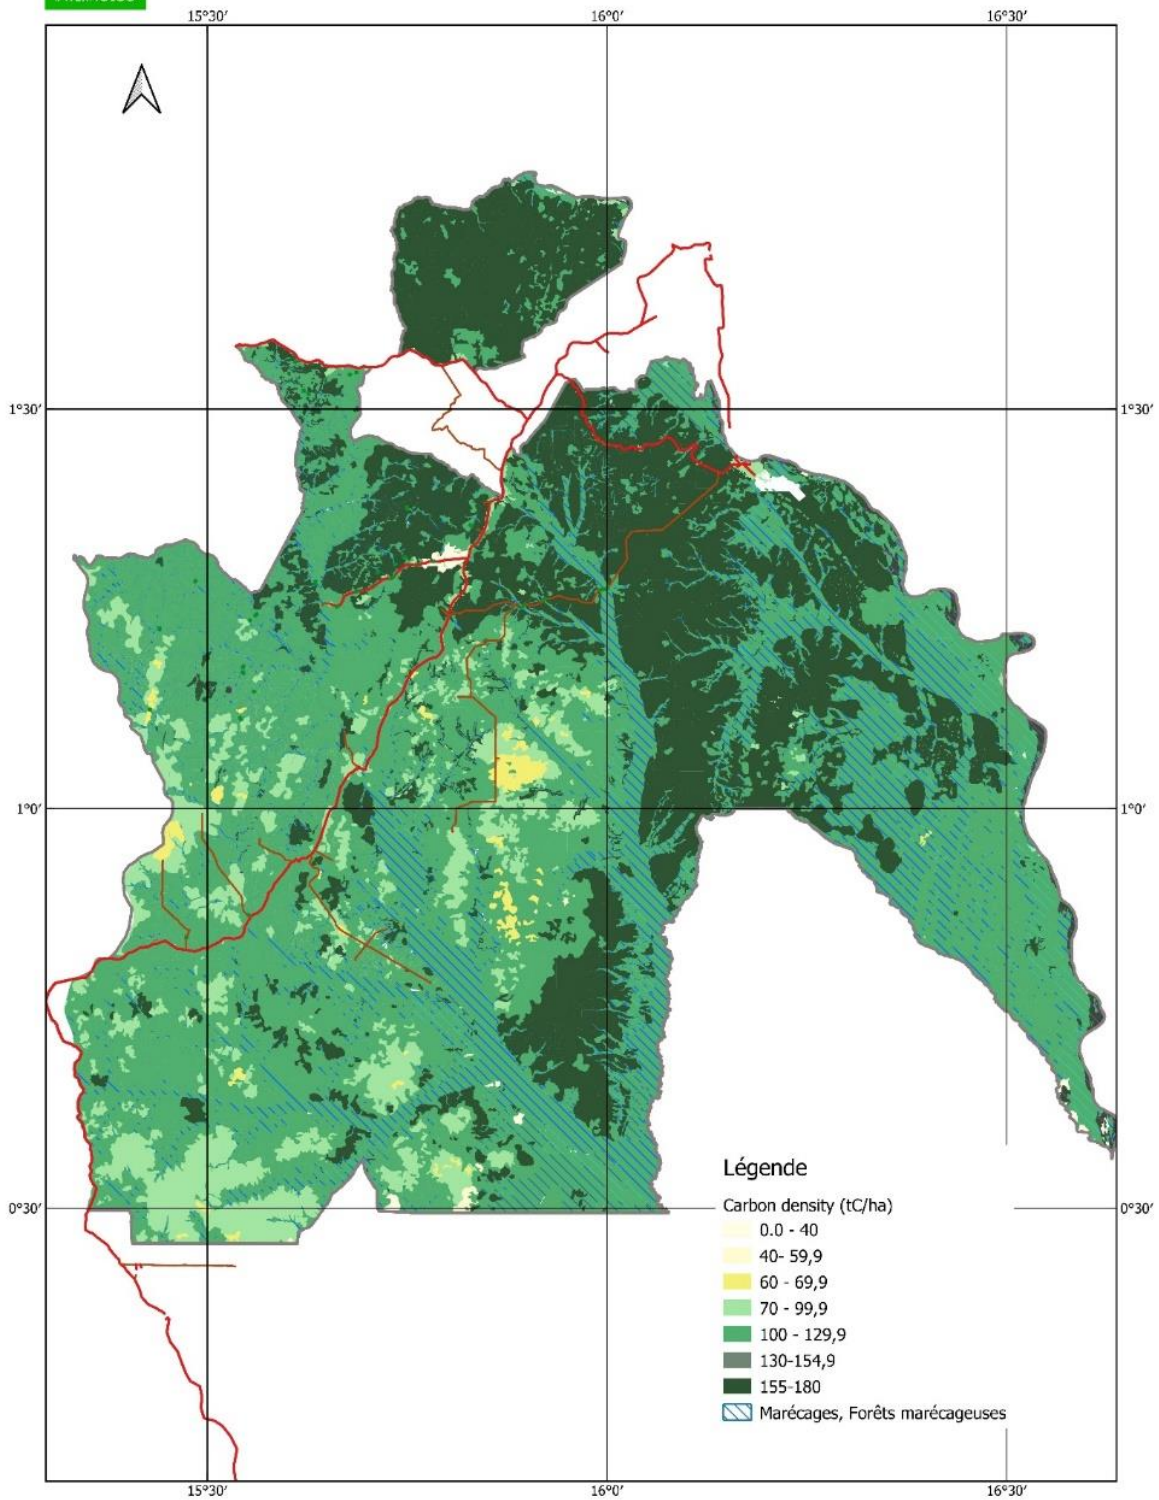 15°30′ 16°0′ 16°30′
1°30′ 1°30′
1°0′ 1°0′
Légende
Carbon density (tC/ha)
0°30′ 0°30′
0.0 - 40
40- 59,9
60 - 69,9
70 - 99,9
100 - 129,9
130-154,9
155-180
Marécages, Forêts marécageuses
15°30′ 16°0′ 16°30′